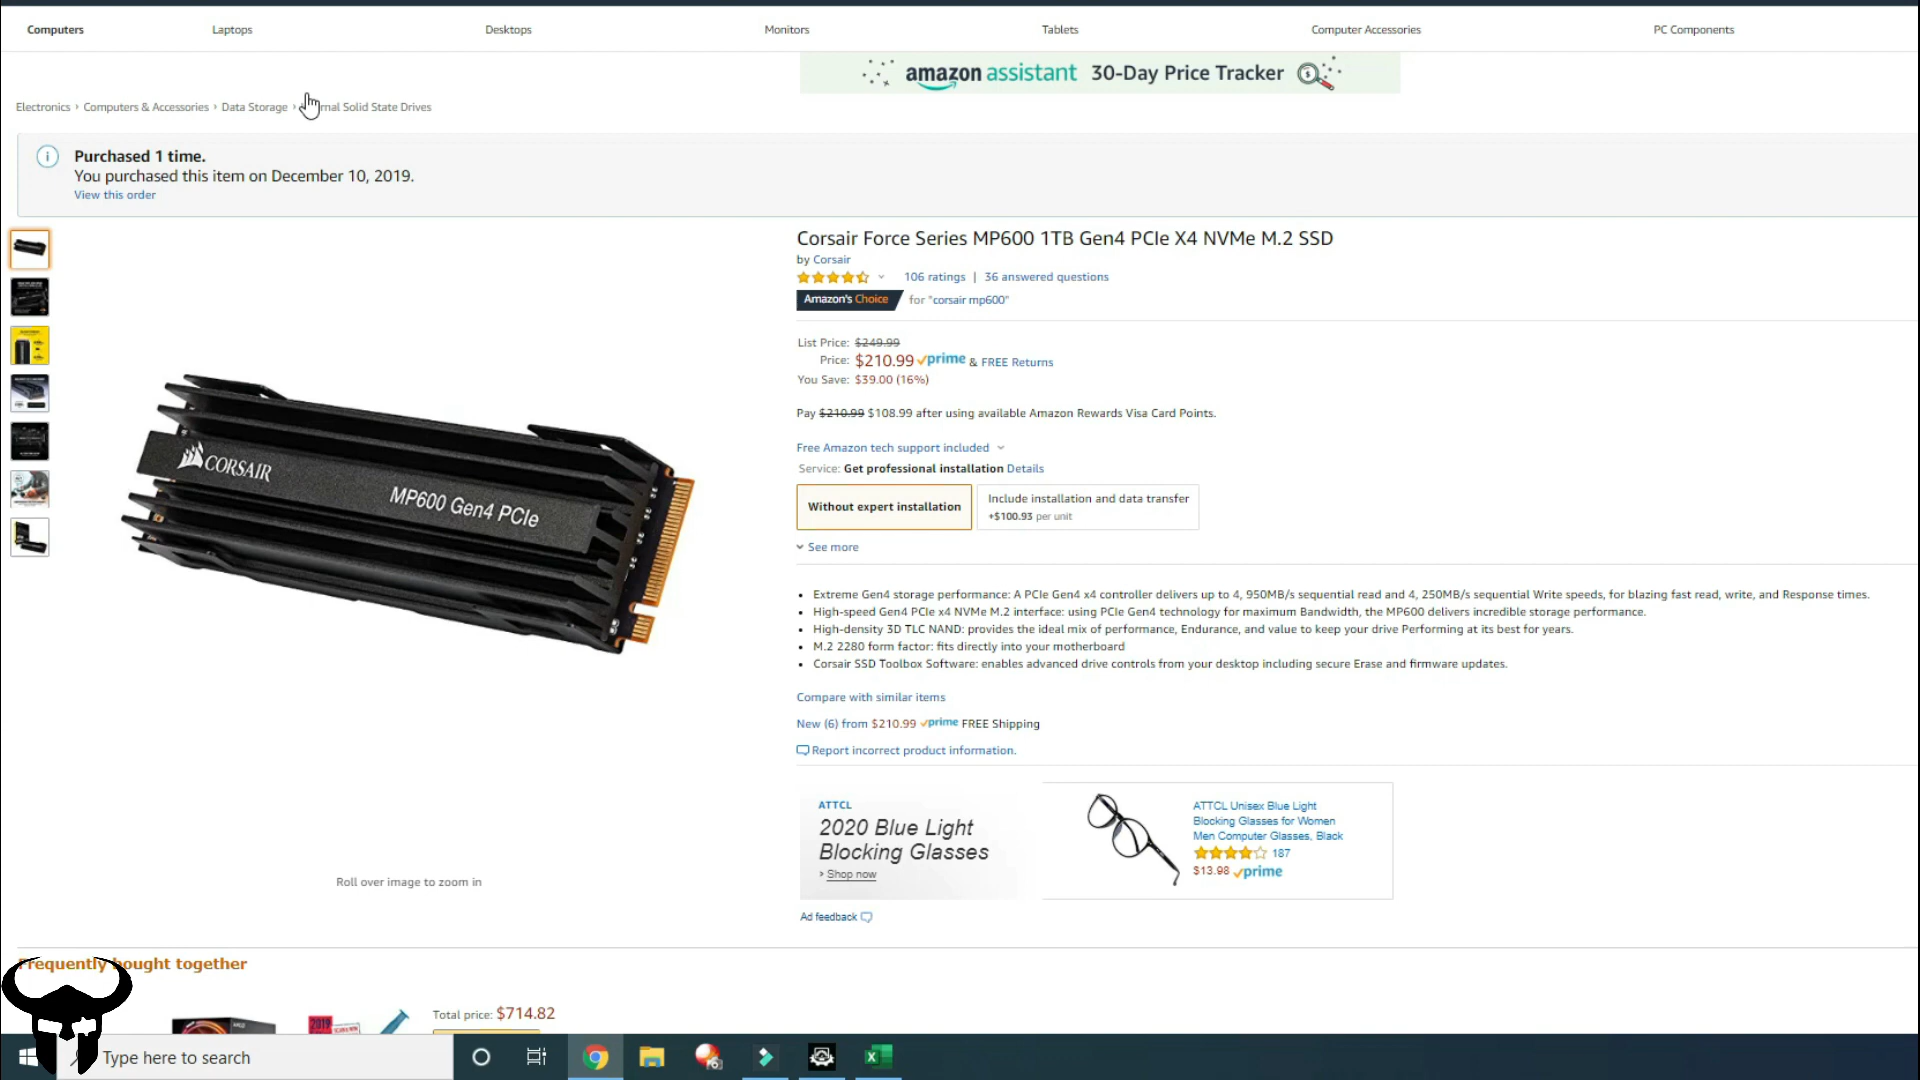 Computers
Laptops
Desktops
Monitors
Tablets
Computer Accessories
PC Components
amazon assistant 30-Day Price Tracker
Electronics › Computers & Accessories › Data Storage › rnal Solid State Drives
Purchased 1 time.
You purchased this item on December 10, 2019.
View this order
Corsair Force Series MP600 1TB Gen4 PCIe X4 NVMe M.2 SSD
by Corsair
106 ratings | 36 answered questions
Amazon's Choice for "corsair mp600"
List Price: $249.99
Price: $210.99 prime & FREE Returns
You Save: $39.00 (16%)
Pay $210.99 $108.99 after using available Amazon Rewards Visa Card Points.
Free Amazon tech support included
Service: Get professional installation Details
Without expert installation
Include installation and data transfer
+$100.93 per unit
See more
CORSAIR
MP600 Gen4 PCIe
• Extreme Gen4 storage performance: A PCIe Gen4 x4 controller delivers up to 4, 950MB/s sequential read and 4, 250MB/s sequential Write speeds, for blazing fast read, write, and Response times.
• High-speed Gen4 PCIe x4 NVMe M.2 interface: using PCIe Gen4 technology for maximum Bandwidth, the MP600 delivers incredible storage performance.
• High-density 3D TLC NAND: provides the ideal mix of performance, Endurance, and value to keep your drive Performing at its best for years.
• M.2 2280 form factor: fits directly into your motherboard
• Corsair SSD Toolbox Software: enables advanced drive controls from your desktop including secure Erase and firmware updates.
Compare with similar items
New (6) from $210.99 prime FREE Shipping
Report incorrect product information.
ATTCL
2020 Blue Light
Blocking Glasses
› Shop now
ATTCL Unisex Blue Light
Blocking Glasses for Women
Men Computer Glasses, Black
187
$13.98 prime
Roll over image to zoom in
Ad feedback
Frequently bought together
2019
Total price: $714.82
Type here to search